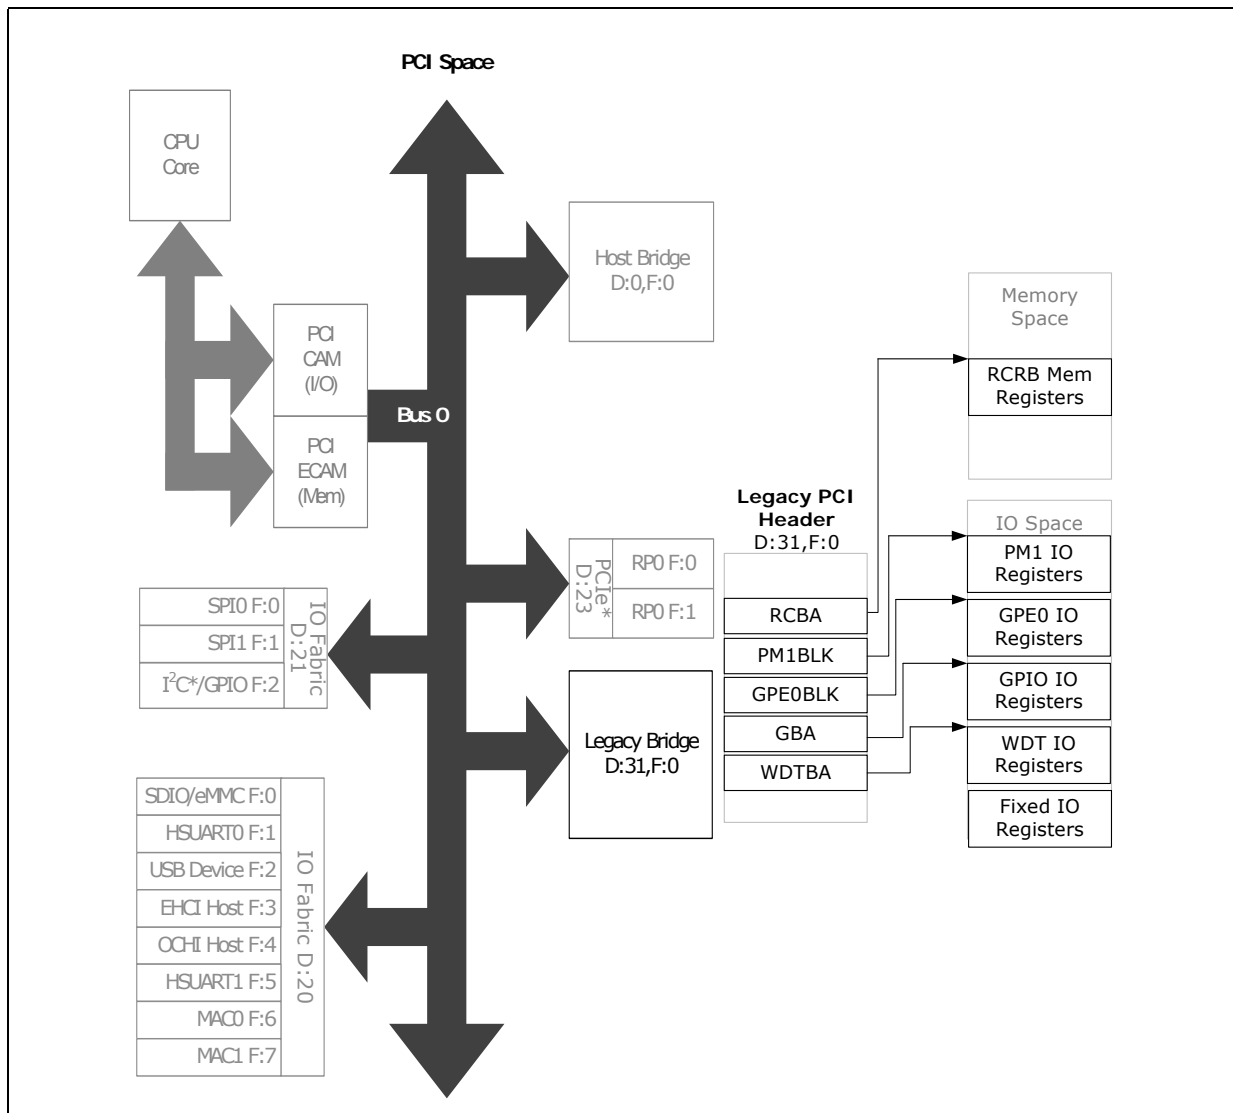 PCI Space
CPU
Core
Host Bridge
D:0,F:0
PCI
CAM
(I/O)
Bus 0
PCI
ECAM
(Mem)
Memory
Space
RCRB Mem
Registers
Legacy PCI
Header
D:31,F:0
RCBA
PM1BLK
GPE0BLK
GBA
WDTBA
IO Space
PM1 IO
Registers
GPE0 IO
Registers
GPIO IO
Registers
WDT IO
Registers
Fixed IO
Registers
PCIe*
D:23
RP0 F:0
RP0 F:1
SPI0 F:0
SPI1 F:1
I²C*/GPIO F:2
IO Fabric
D:21
Legacy Bridge
D:31,F:0
SDIO/eMMC F:0
HSUART0 F:1
USB Device F:2
EHCI Host F:3
OCHI Host F:4
HSUART1 F:5
MAC0 F:6
MAC1 F:7
IO Fabric D:20